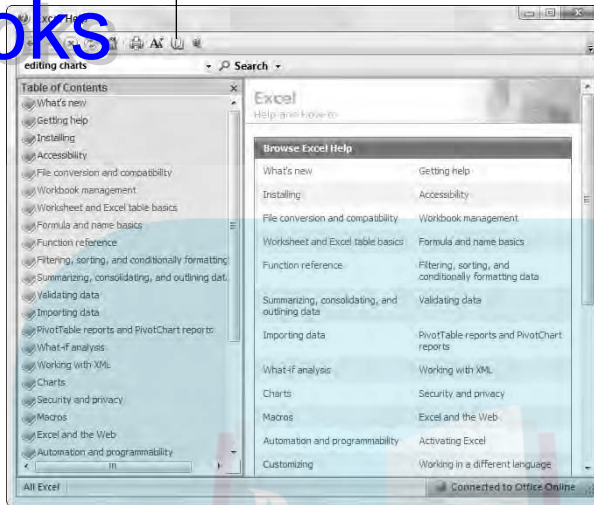 Excel Help
oks
editing charts
Search
Table of Contents
What's new
Getting help
Installing
Accessibility
File conversion and compatibility
Workbook management
Worksheet and Excel table basics
Formula and name basics
Function reference
Filtering, sorting, and conditionally formatting
Summarizing, consolidating, and outlining dat
Validating data
Importing data
PivotTable reports and PivotChart reports
What-if analysis
Working with XML
Charts
Security and privacy
Macros
Excel and the Web
Automation and programmability
Excel
Help and How-to
Browse Excel Help
What's new
Getting help
Installing
Accessibility
File conversion and compatibility
Workbook management
Worksheet and Excel table basics
Formula and name basics
Function reference
Filtering, sorting, and
conditionally formatting data
Summarizing, consolidating, and
outlining data
Validating data
Importing data
PivotTable reports and PivotChart
reports
What-if analysis
Working with XML
Charts
Security and privacy
Macros
Excel and the Web
Automation and programmability
Activating Excel
Customizing
Working in a different language
All Excel
Connected to Office Online